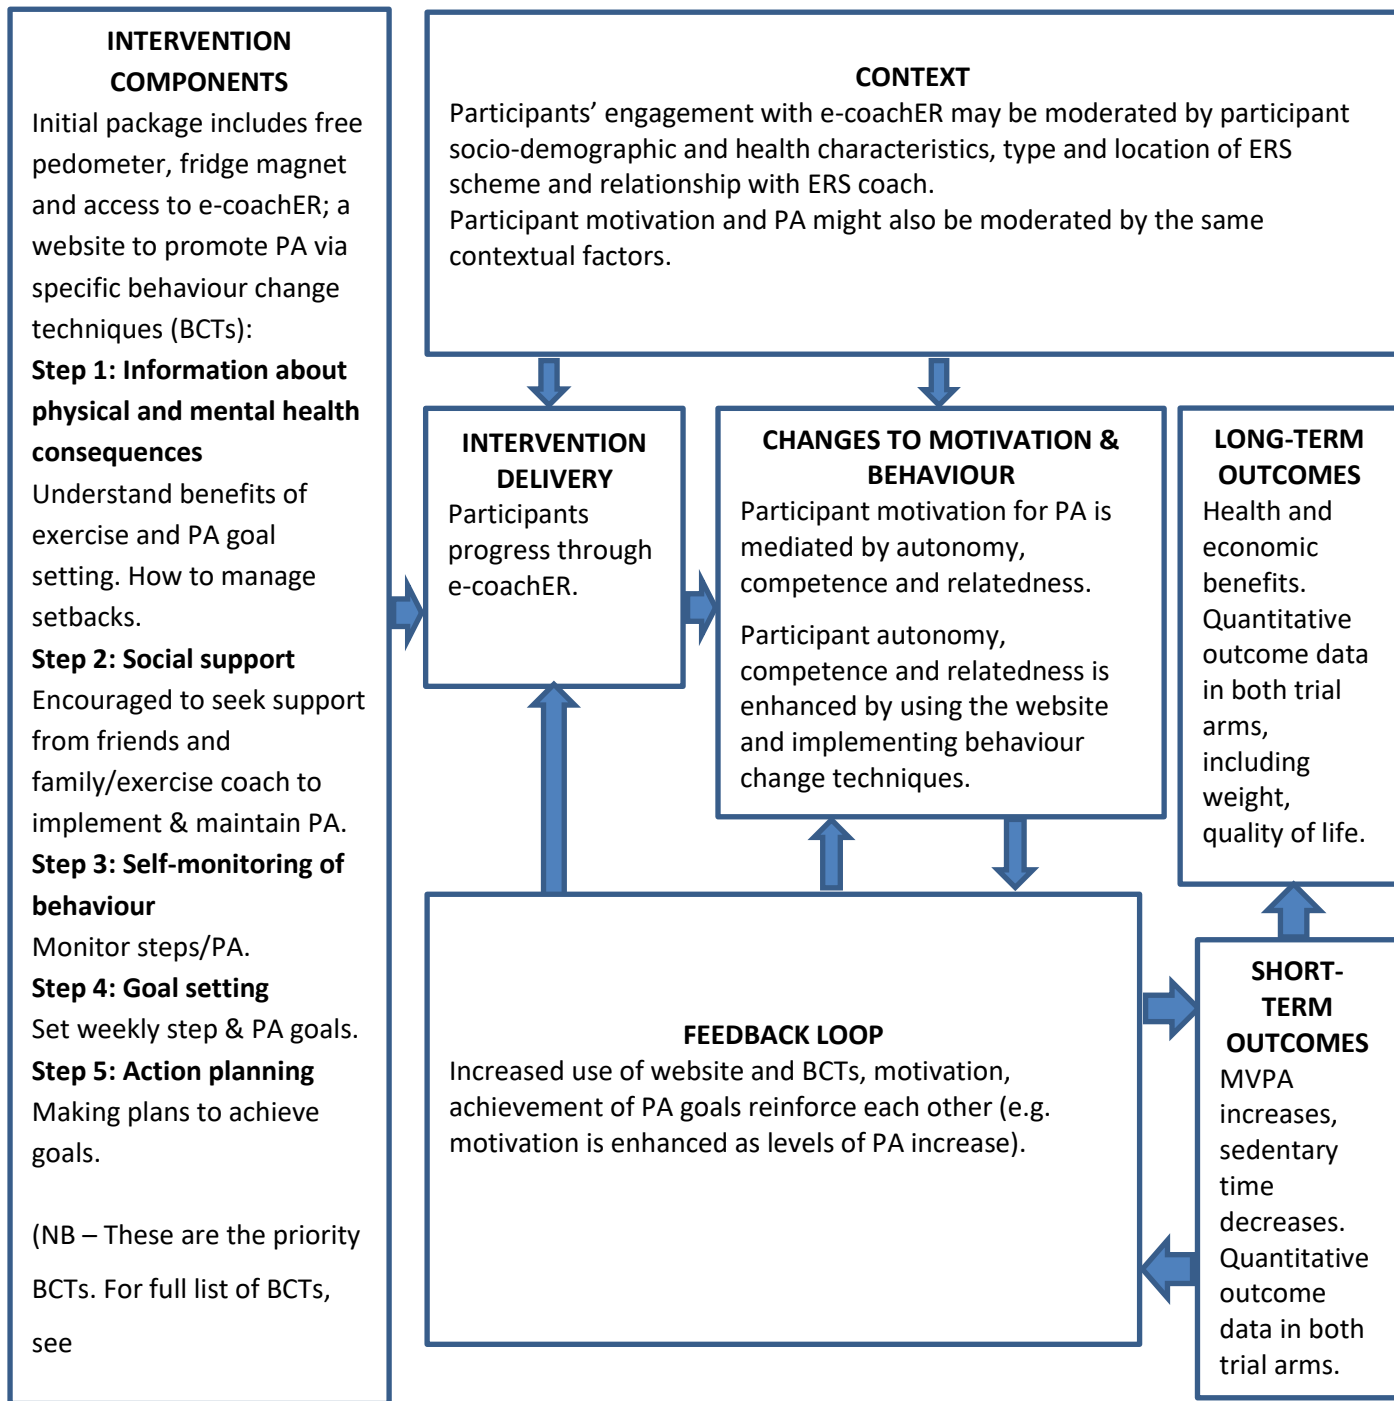 INTERVENTION
COMPONENTS
Initial package includes free
pedometer, fridge magnet
and access to e-coachER; a
website to promote PA via
specific behaviour change
techniques (BCTs):
Step 1: Information about
physical and mental health
consequences
Understand benefits of
exercise and PA goal
setting. How to manage
setbacks.
Step 2: Social support
Encouraged to seek support
from friends and
family/exercise coach to
implement & maintain PA.
Step 3: Self-monitoring of
behaviour
Monitor steps/PA.
Step 4: Goal setting
Set weekly step & PA goals.
Step 5: Action planning
Making plans to achieve
goals.
(NB – These are the priority
BCTs. For full list of BCTs,
see
CONTEXT
Participants’ engagement with e-coachER may be moderated by participant
socio-demographic and health characteristics, type and location of ERS
scheme and relationship with ERS coach.
Participant motivation and PA might also be moderated by the same
contextual factors.
INTERVENTION
DELIVERY
Participants
progress through
e-coachER.
CHANGES TO MOTIVATION &
BEHAVIOUR
Participant motivation for PA is
mediated by autonomy,
competence and relatedness.
Participant autonomy,
competence and relatedness is
enhanced by using the website
and implementing behaviour
change techniques.
LONG-TERM
OUTCOMES
Health and
economic
benefits.
Quantitative
outcome data
in both trial
arms,
including
weight,
quality of life.
FEEDBACK LOOP
Increased use of website and BCTs, motivation,
achievement of PA goals reinforce each other (e.g.
motivation is enhanced as levels of PA increase).
SHORT-
TERM
OUTCOMES
MVPA
increases,
sedentary
time
decreases.
Quantitative
outcome
data in both
trial arms.